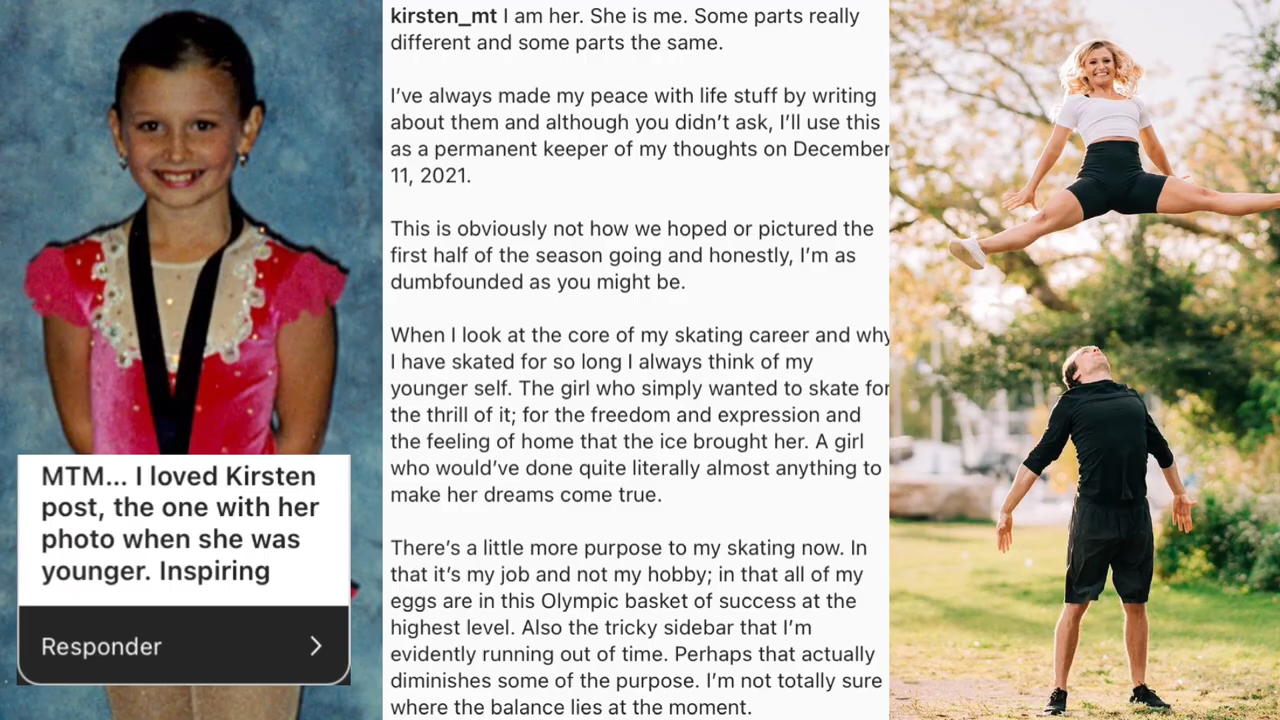 MTM... I loved Kirsten
post, the one with her
photo when she was
younger. Inspiring
Responder
kirsten_mt I am her. She is me. Some parts really
different and some parts the same.
I've always made my peace with life stuff by writing
about them and although you didn't ask, I'll use this
as a permanent keeper of my thoughts on December
11, 2021.
This is obviously not how we hoped or pictured the
first half of the season going and honestly, I'm as
dumbfounded as you might be.
When I look at the core of my skating career and why
I have skated for so long I always think of my
younger self. The girl who simply wanted to skate for
the thrill of it; for the freedom and expression and
the feeling of home that the ice brought her. A girl
who would've done quite literally almost anything to
make her dreams come true.
There's a little more purpose to my skating now. In
that it's my job and not my hobby; in that all of my
eggs are in this Olympic basket of success at the
highest level. Also the tricky sidebar that I'm
evidently running out of time. Perhaps that actually
diminishes some of the purpose. I'm not totally sure
where the balance lies at the moment.